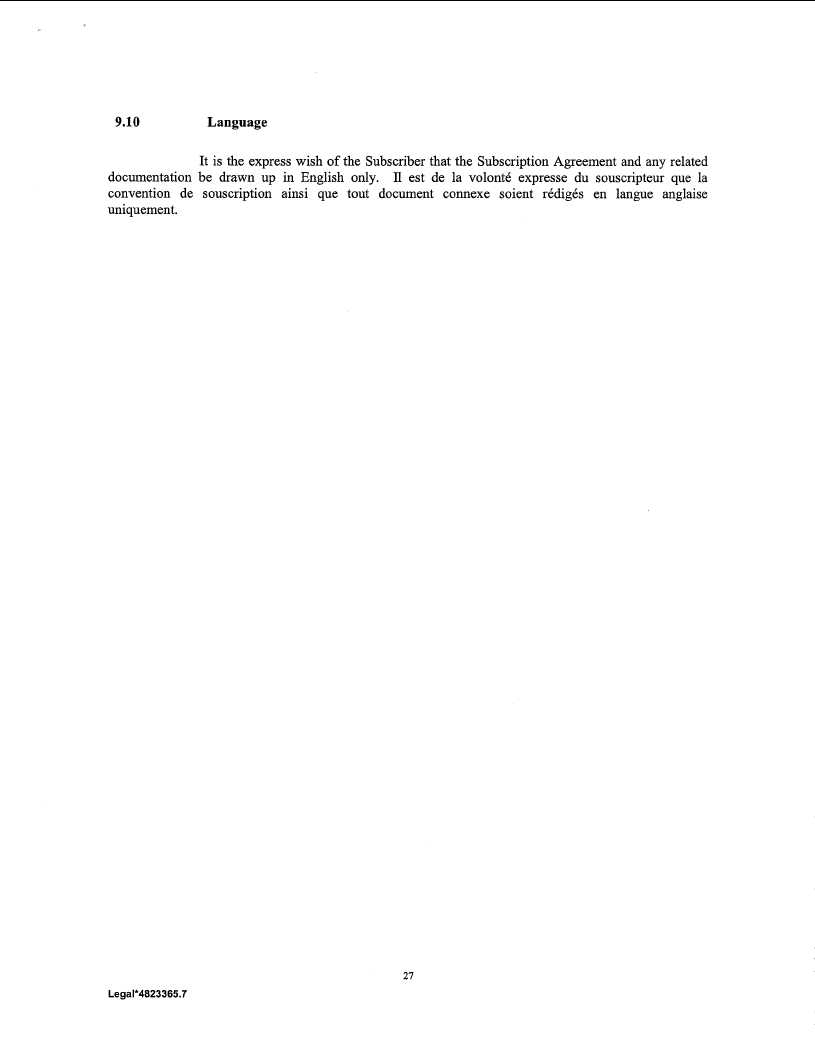 9.10 Language
It is the express wish of the Subscriber that the Subscription Agreement and any related
documentation be drawn up in English only. Il est de la volonté expresse du souscripteur que la
convention de souscription ainsi que tout document connexe soient rédigés en langue anglaise
uniquement.
27
Legal*4823365.7